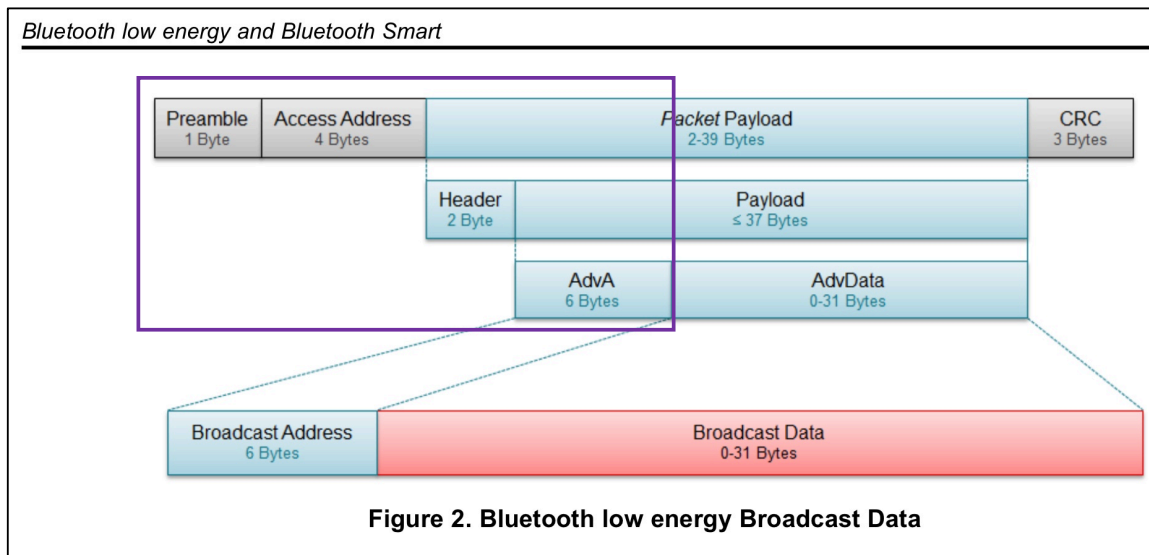 Bluetooth low energy and Bluetooth Smart
Preamble Access Address Packet Payload CRC
1 Byte 4 Bytes 2-39 Bytes 3 Bytes
Header Payload
2 Byte ≤ 37 Bytes
AdvA AdvData
6 Bytes 0-31 Bytes
Broadcast Address Broadcast Data
6 Bytes 0-31 Bytes
Figure 2. Bluetooth low energy Broadcast Data